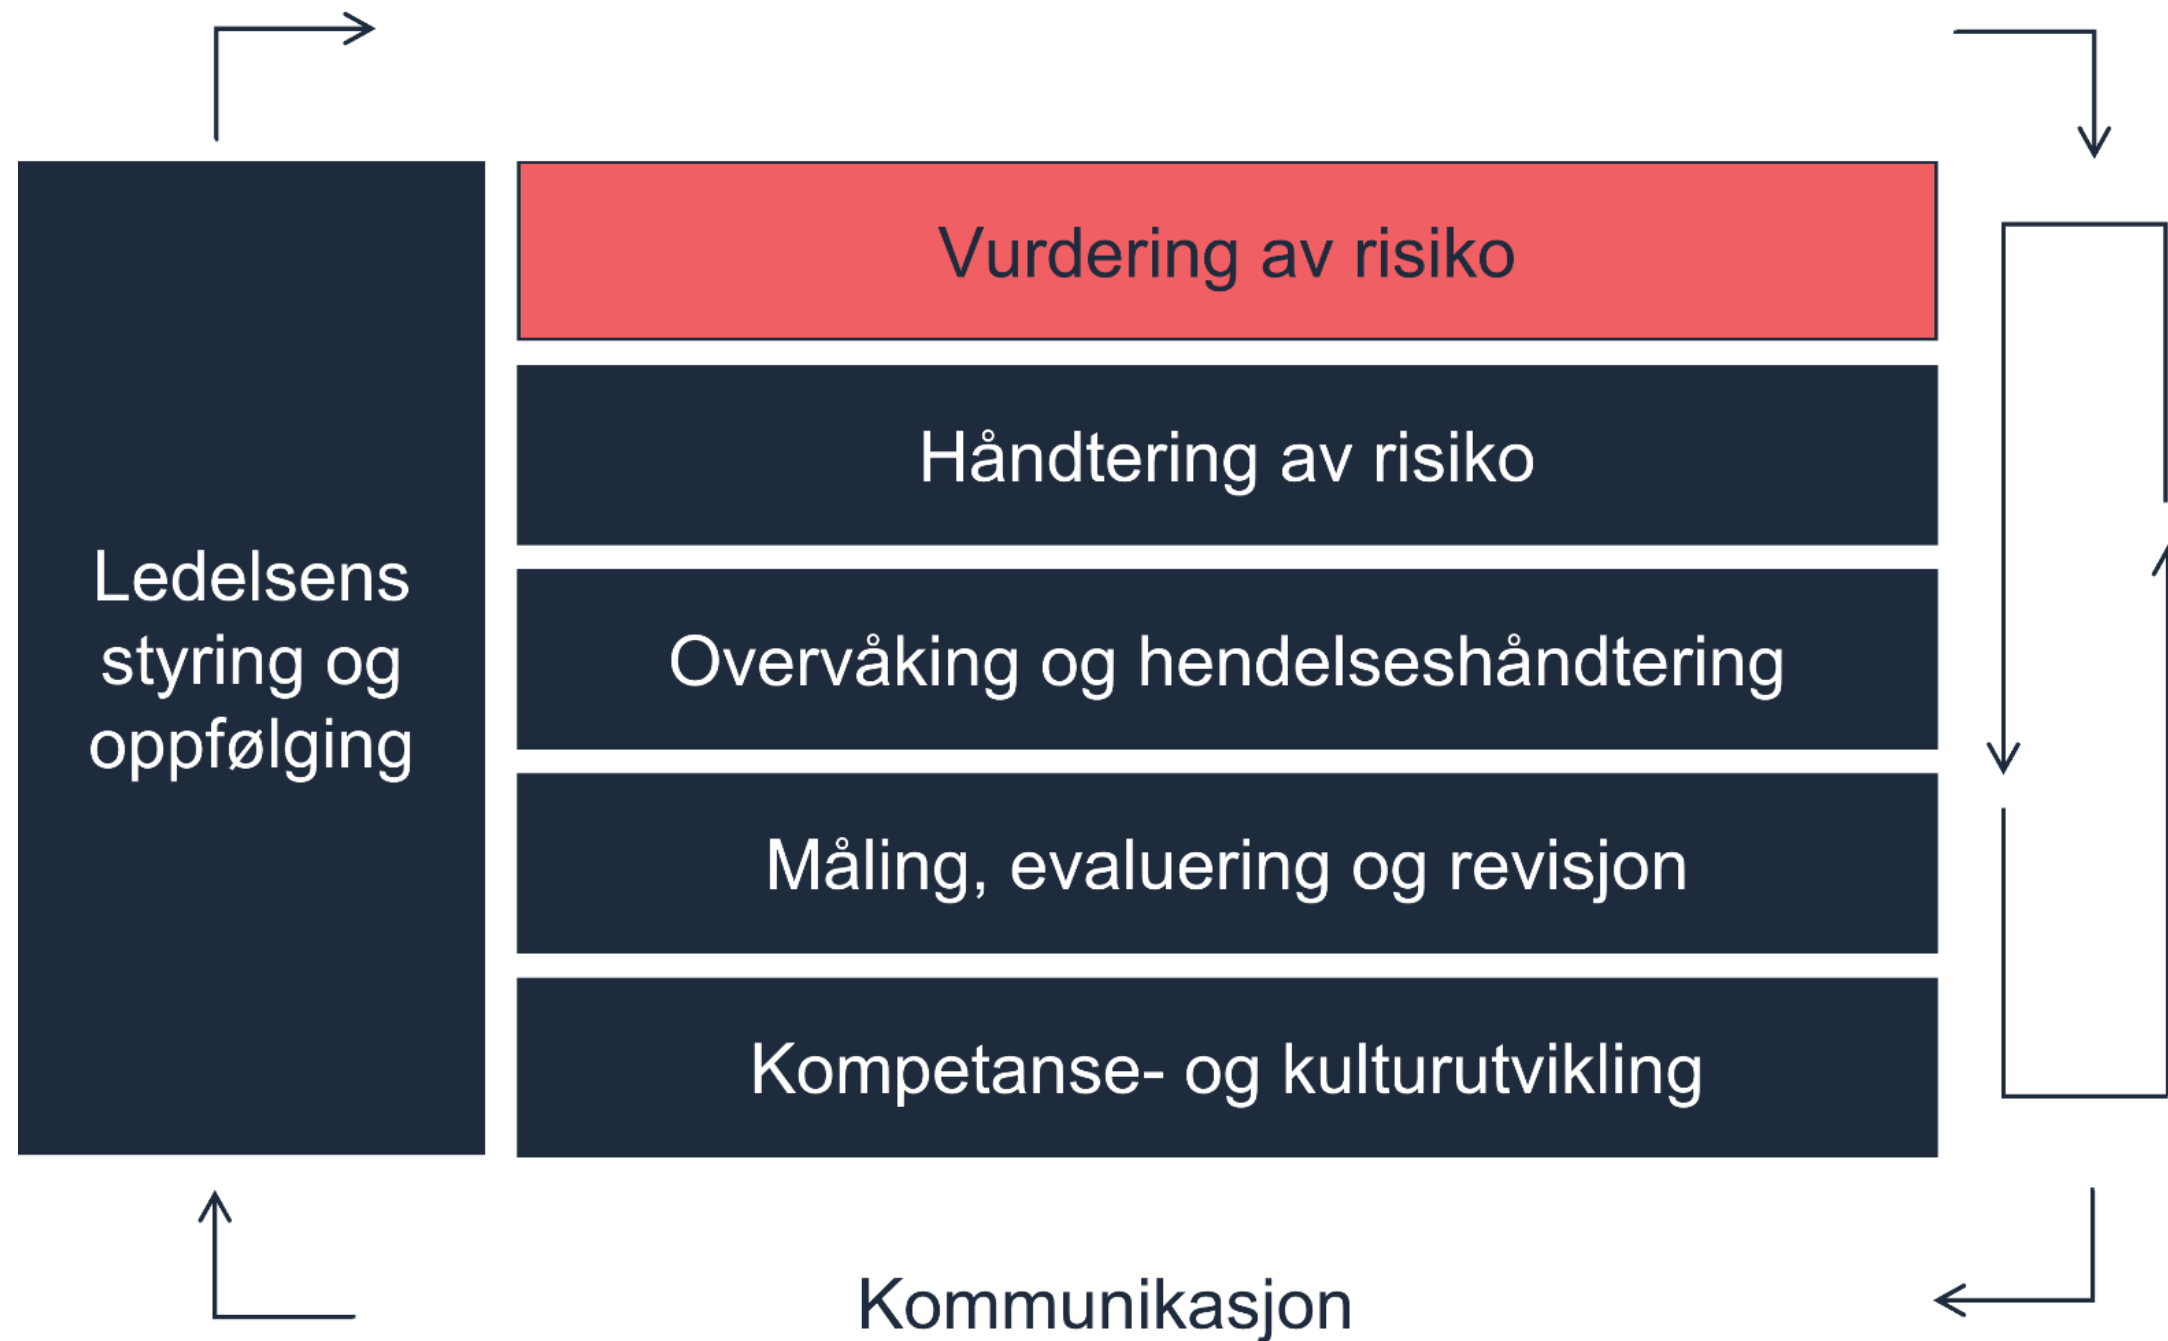 Ledelsens
styring og
oppfølging
Vurdering av risiko
Håndtering av risiko
Overvåking og hendelseshåndtering
Måling, evaluering og revisjon
Kompetanse- og kulturutvikling
Kommunikasjon